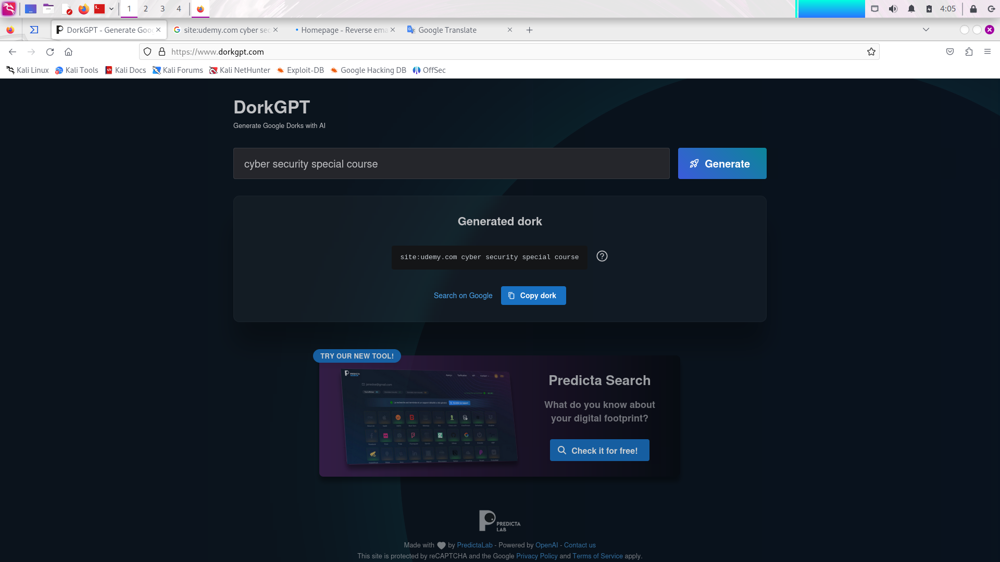 1 2 3 4 4:05
DorkGPT - Generate Goo
site:udemy.com cyber sec
Homepage - Reverse ema
Google Translate
https://www.dorkgpt.com
Kali Linux Kali Tools Kali Docs Kali Forums Kali NetHunter Exploit-DB Google Hacking DB OffSec
DorkGPT
Generate Google Dorks with AI
cyber security special course
Generate
Generated dork
site:udemy.com cyber security special course
Search on Google
Copy dork
TRY OUR NEW TOOL!
PREDICTA
SEARCH
Predicta Search
What do you know about
your digital footprint?
Check it for free!
PREDICTA
LAB
Made with by PredictaLab - Powered by OpenAI - Contact us
This site is protected by reCAPTCHA and the Google Privacy Policy and Terms of Service apply.